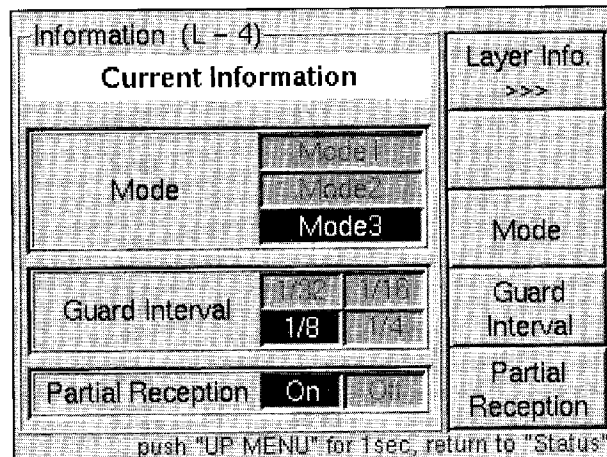 Information (L – 4)
Current Information
Mode
Mode1
Mode2
Mode3
Guard Interval
1/32 1/16
1/8 1/4
Partial Reception On Off
Layer Info.
>>>
Mode
Guard
Interval
Partial
Reception
push "UP MENU" for 1sec, return to "Status"